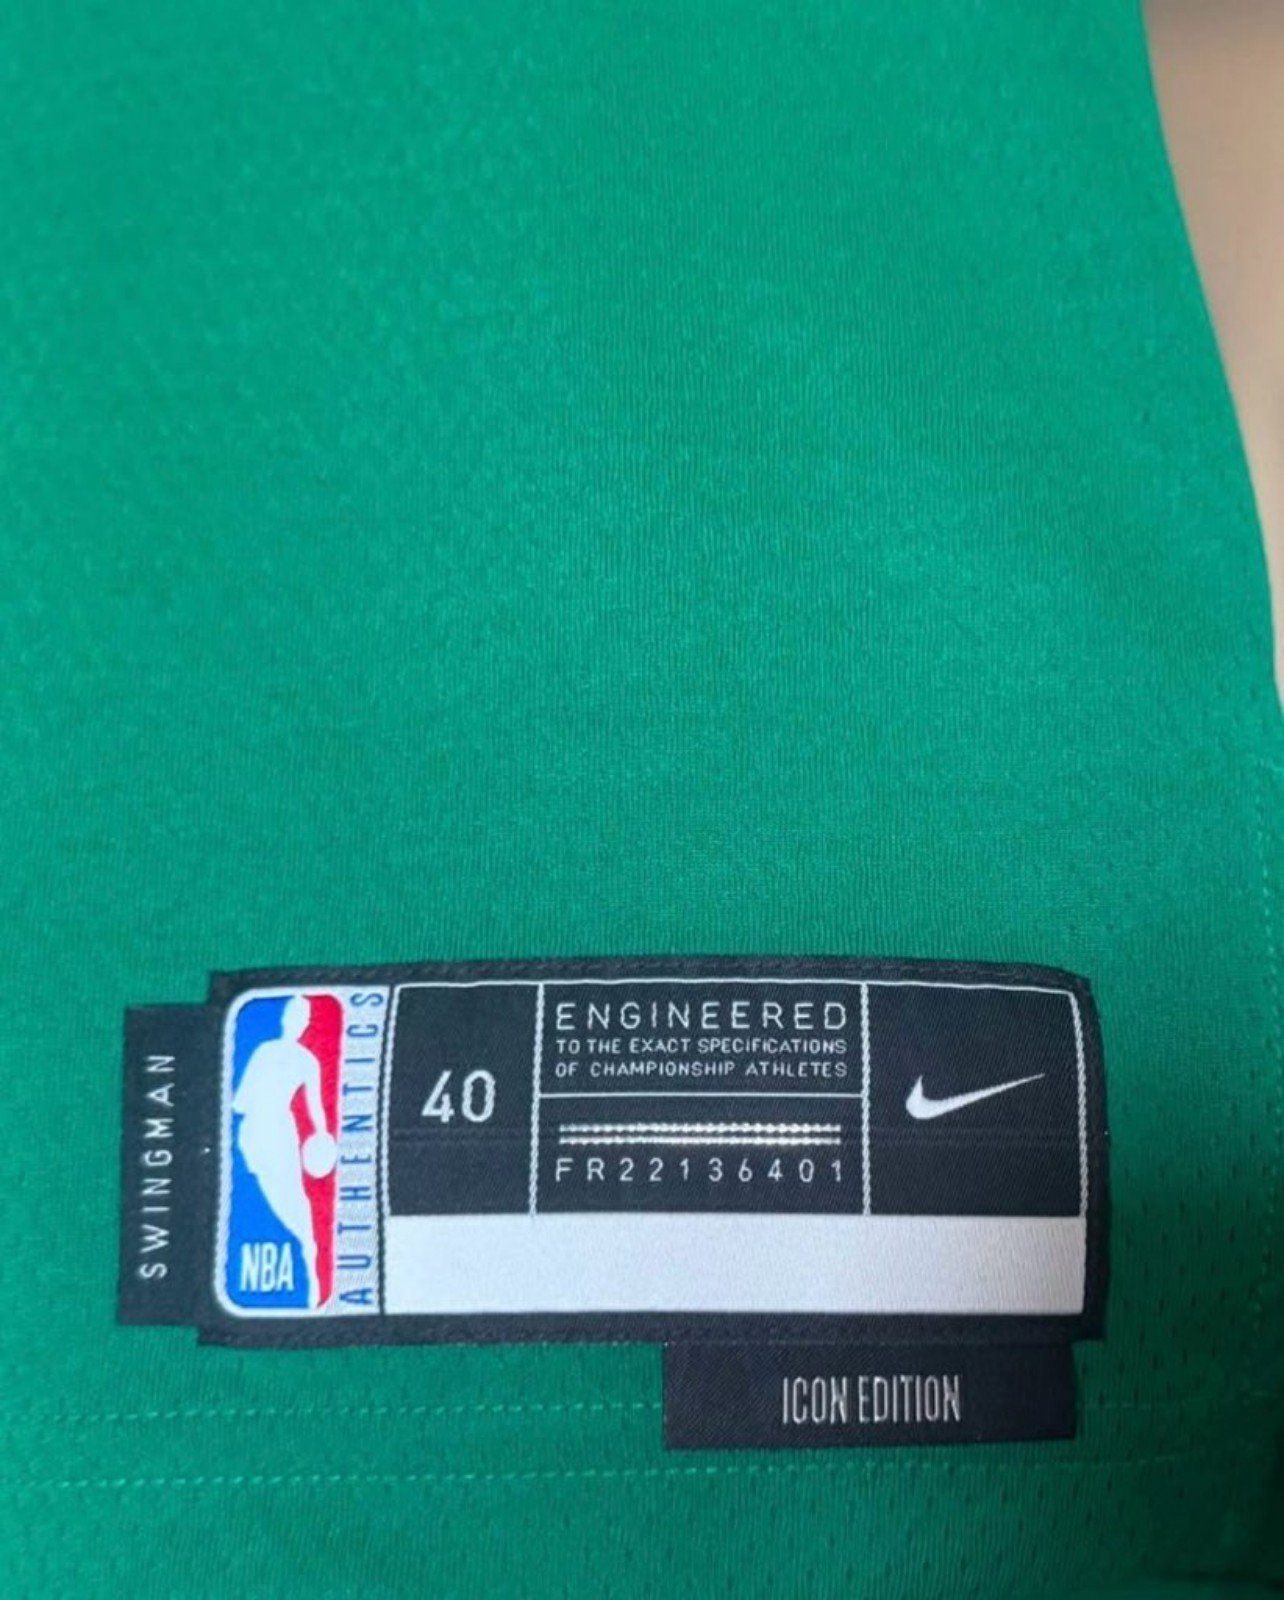 SWINGMAN
NBA
AUTHENTICS
40
ENGINEERED
TO THE EXACT SPECIFICATIONS
OF CHAMPIONSHIP ATHLETES
FR22136401
ICON EDITION